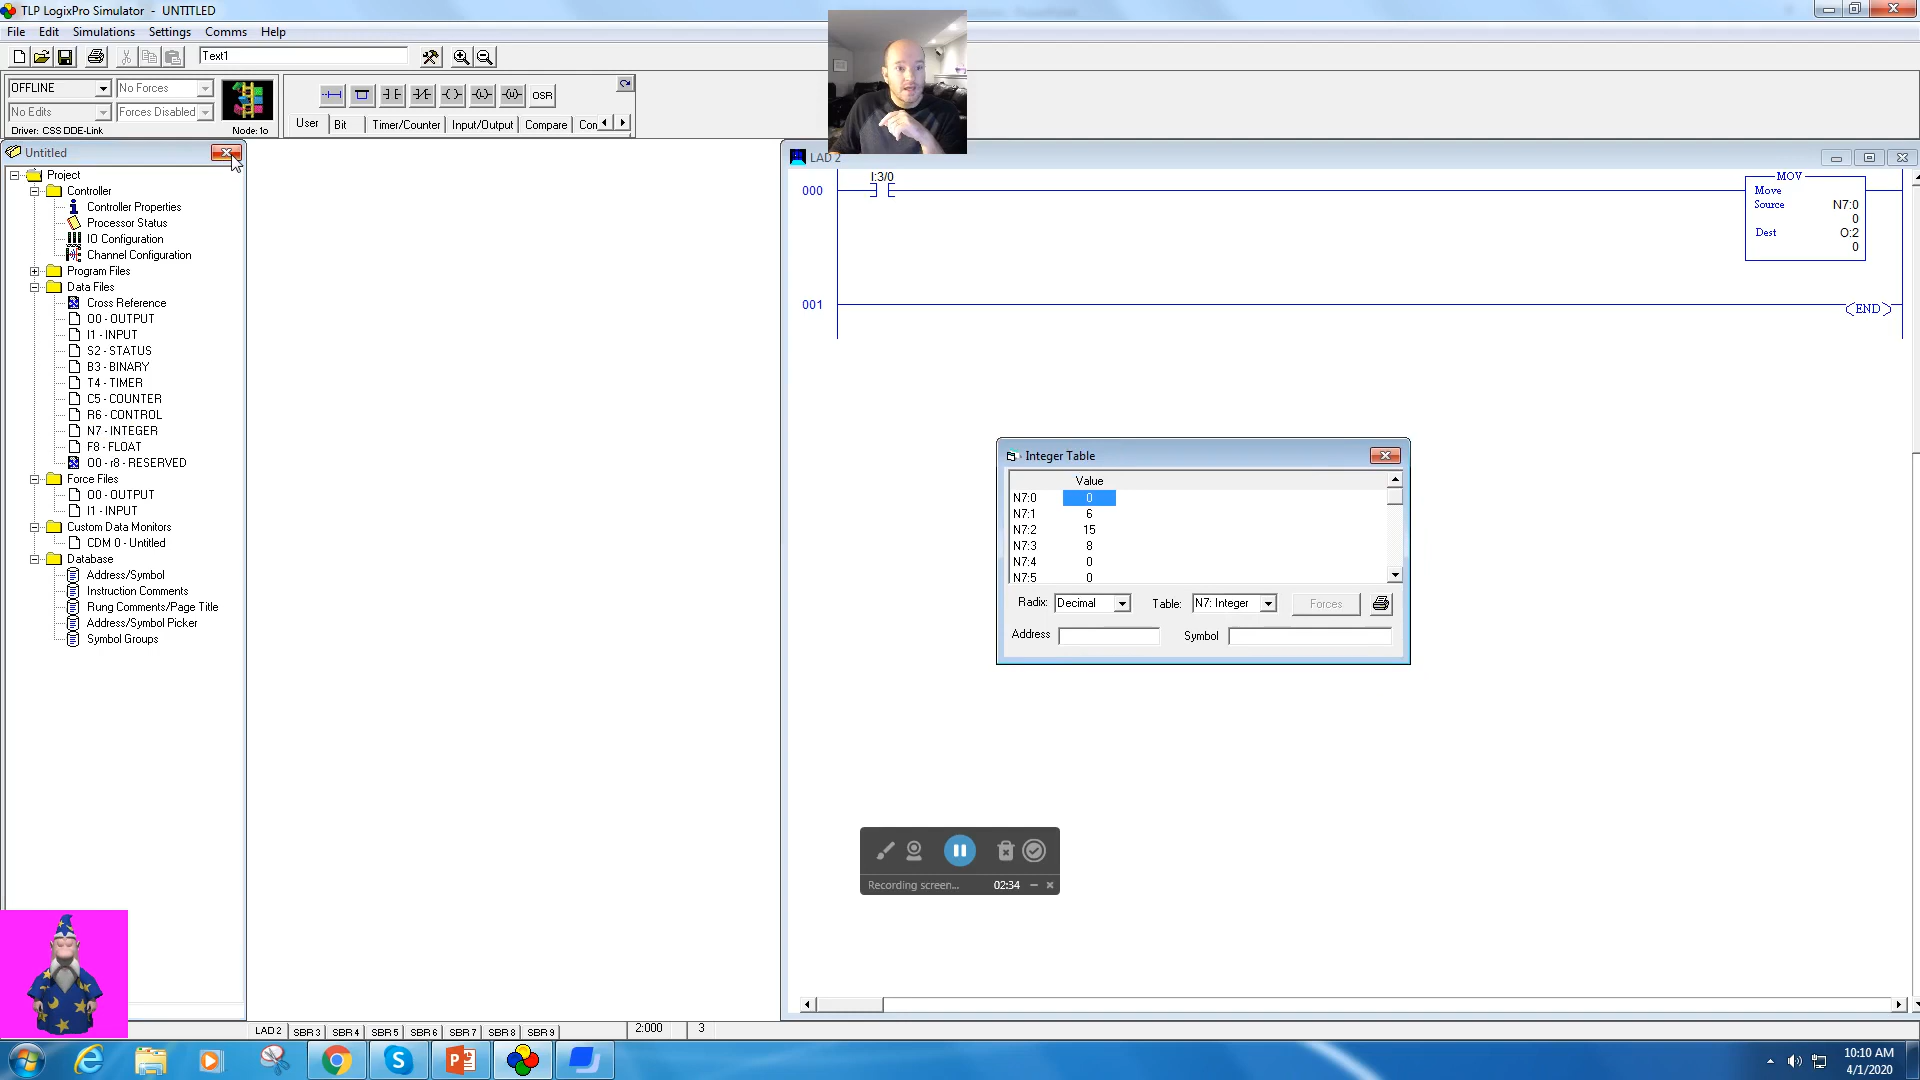 TLP LogixPro Simulator - UNTITLED
File Edit Simulations Settings Comms Help
Text1
OFFLINE No Forces
No Edits Forces Disabled
Driver: CSS DDE-Link Node: 1o
OSR
User Bit Timer/Counter Input/Output Compare Con
Untitled
Project
Controller
Controller Properties
Processor Status
IO Configuration
Channel Configuration
Program Files
Data Files
Cross Reference
O0 - OUTPUT
I1 - INPUT
S2 - STATUS
B3 - BINARY
T4 - TIMER
C5 - COUNTER
R6 - CONTROL
N7 - INTEGER
F8 - FLOAT
O0 - r8 - RESERVED
Force Files
O0 - OUTPUT
I1 - INPUT
Custom Data Monitors
CDM 0 - Untitled
Database
Address/Symbol
Instruction Comments
Rung Comments/Page Title
Address/Symbol Picker
Symbol Groups
LAD 2
I:3/0
000
MOV
Move
Source N7:0
0
Dest O:2
0
001
END
Integer Table
Value
N7:0 0
N7:1 6
N7:2 15
N7:3 8
N7:4 0
N7:5 0
Radix: Decimal Table: N7: Integer Forces
Address Symbol
Recording screen... 02:34
LAD 2 SBR 3 SBR 4 SBR 5 SBR 6 SBR 7 SBR 8 SBR 9 2:000 3
10:10 AM
4/1/2020